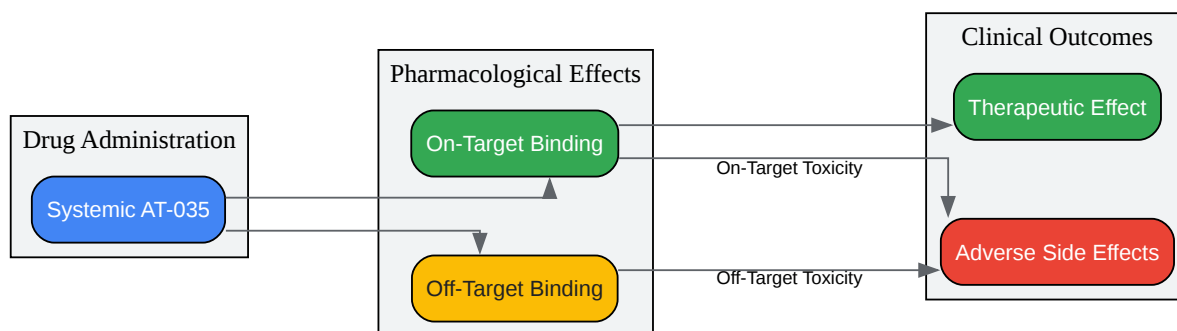 Drug Administration
Systemic AT-035
Pharmacological Effects
On-Target Binding
Off-Target Binding
On-Target Toxicity
Off-Target Toxicity
Clinical Outcomes
Therapeutic Effect
Adverse Side Effects